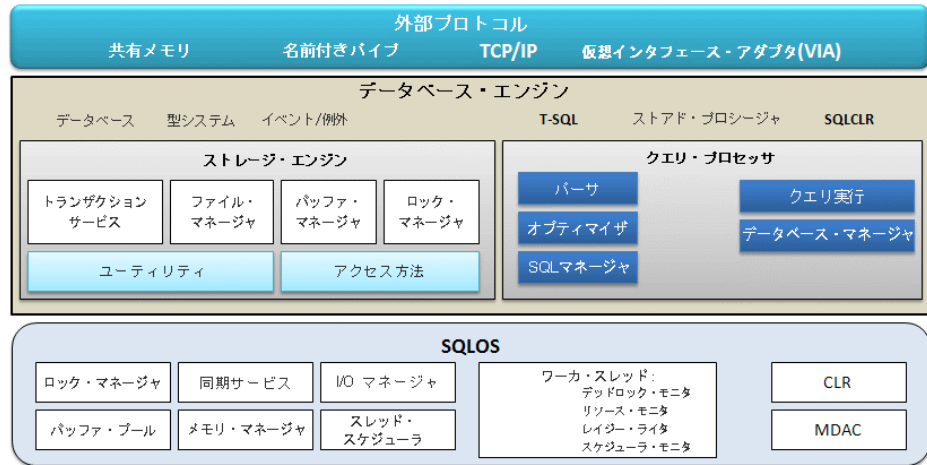 外部プロトコル
共有メモリ 名前付きパイプ TCP/IP 仮想インタフェース・アダプタ(VIA)
データベース・エンジン
データベース 型システム イベント/例外 T-SQL ストアド・プロシージャ SQLCLR
ストレージ・エンジン
トランザクション
サービス
ファイル・
マネージャ
バッファ・
マネージャ
ロック・
マネージャ
ユーティリティ
アクセス方法
クエリ・プロセッサ
パーサ
オプティマイザ
SQLマネージャ
クエリ実行
データベース・マネージャ
SQLOS
ロック・マネージャ
同期サービス
I/O マネージャ
バッファ・プール
メモリ・マネージャ
スレッド・
スケジューラ
ワーカ・スレッド:
デッドロック・モニタ
リソース・モニタ
レイジー・ライタ
スケジューラ・モニタ
CLR
MDAC